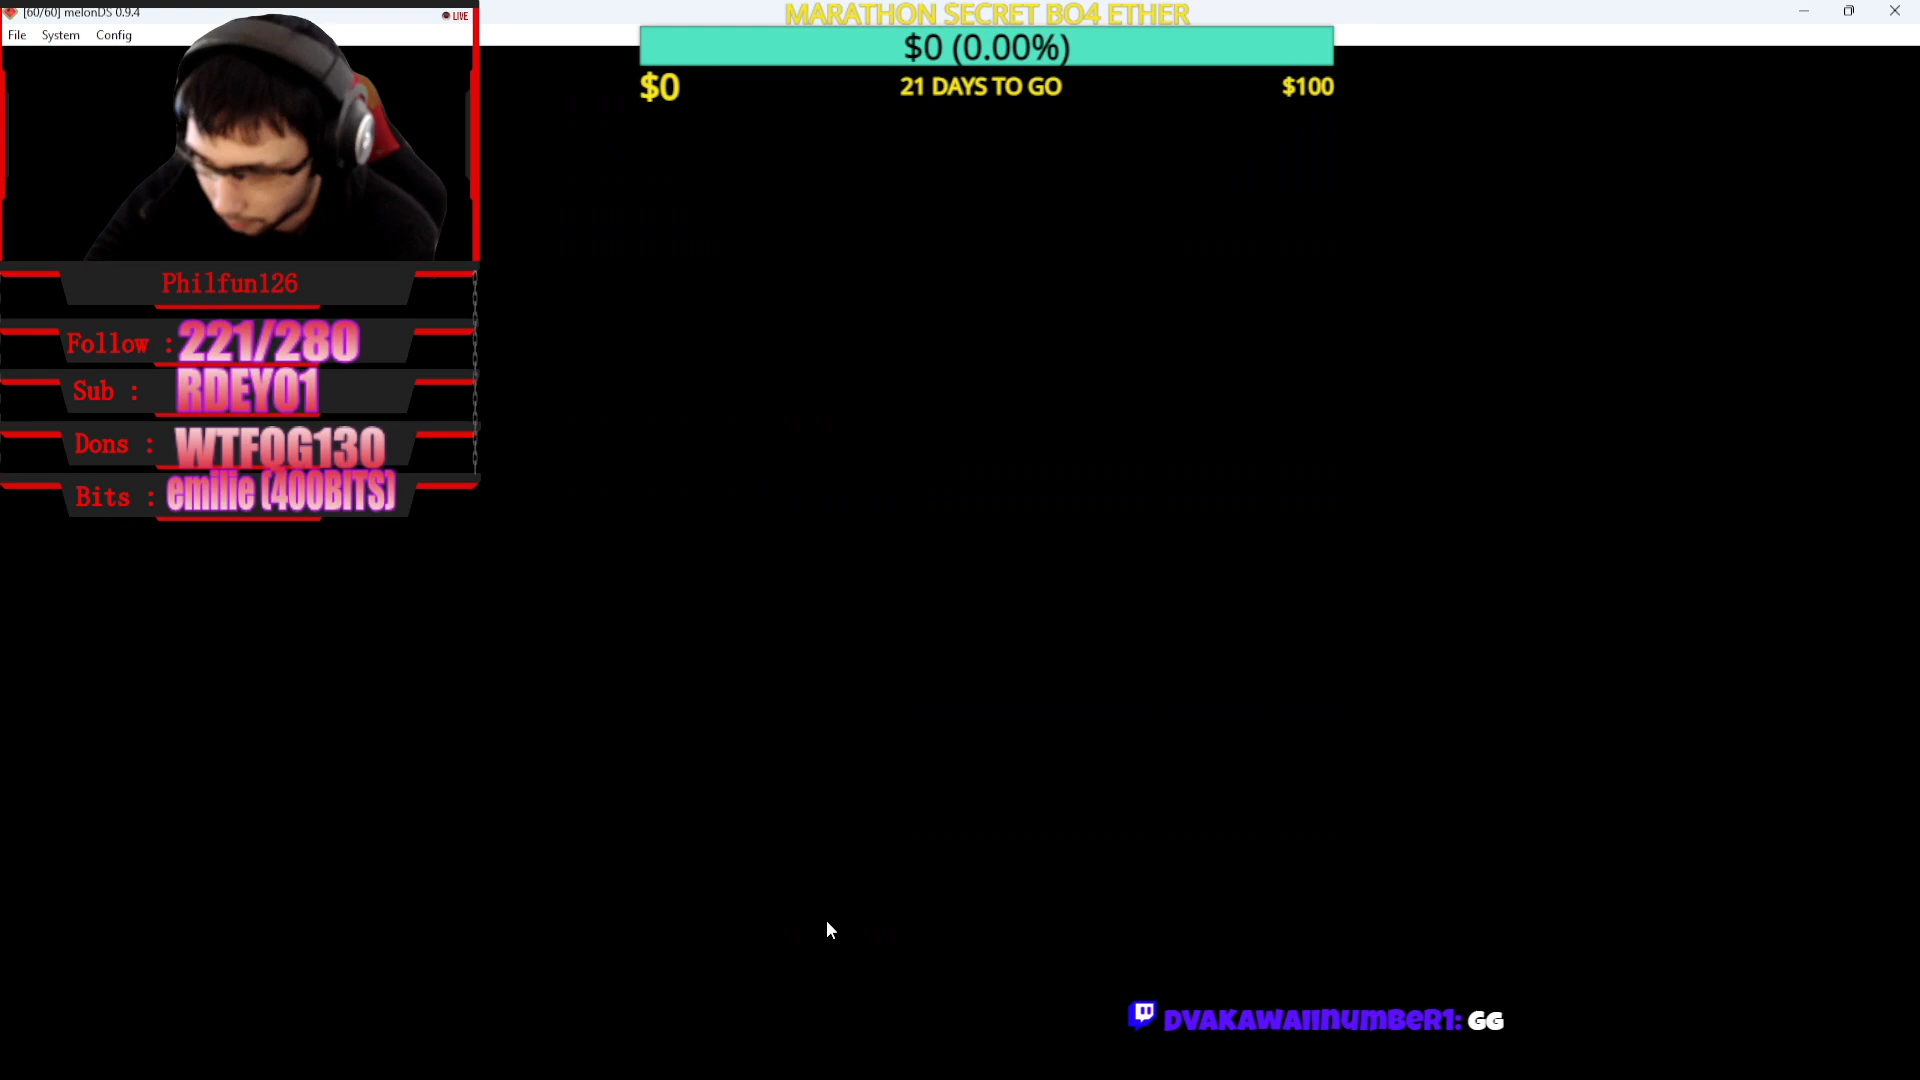 [60/60] melonDS 0.9.4
LIVE
File System Config
MARATHON SECRET BO4 ETHER
$0 (0.00%)
$0 21 DAYS TO GO $100
Philfun126
Follow : 221/280
Sub : RDEY01
Dons : WTFQG130
Bits : emilie (400BITS)
DVAKAWAIINUMBER1: GG